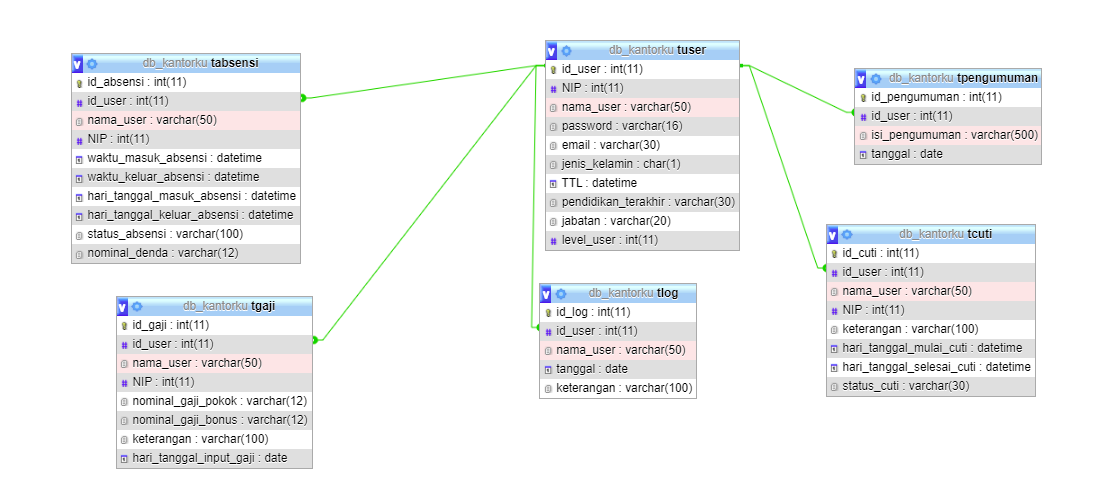 db_kantorku tabsensi
id_absensi : int(11)
id_user : int(11)
nama_user : varchar(50)
NIP : int(11)
waktu_masuk_absensi : datetime
waktu_keluar_absensi : datetime
hari_tanggal_masuk_absensi : datetime
hari_tanggal_keluar_absensi : datetime
status_absensi : varchar(100)
nominal_denda : varchar(12)
db_kantorku tuser
id_user : int(11)
NIP : int(11)
nama_user : varchar(50)
password : varchar(16)
email : varchar(30)
jenis_kelamin : char(1)
TTL : datetime
pendidikan_terakhir : varchar(30)
jabatan : varchar(20)
level_user : int(11)
db_kantorku tpengumuman
id_pengumuman : int(11)
id_user : int(11)
isi_pengumuman : varchar(500)
tanggal : date
db_kantorku tgaji
id_gaji : int(11)
id_user : int(11)
nama_user : varchar(50)
NIP : int(11)
nominal_gaji_pokok : varchar(12)
nominal_gaji_bonus : varchar(12)
keterangan : varchar(100)
hari_tanggal_input_gaji : date
db_kantorku tlog
id_log : int(11)
id_user : int(11)
nama_user : varchar(50)
tanggal : date
keterangan : varchar(100)
db_kantorku tcuti
id_cuti : int(11)
id_user : int(11)
nama_user : varchar(50)
NIP : int(11)
keterangan : varchar(100)
hari_tanggal_mulai_cuti : datetime
hari_tanggal_selesai_cuti : datetime
status_cuti : varchar(30)